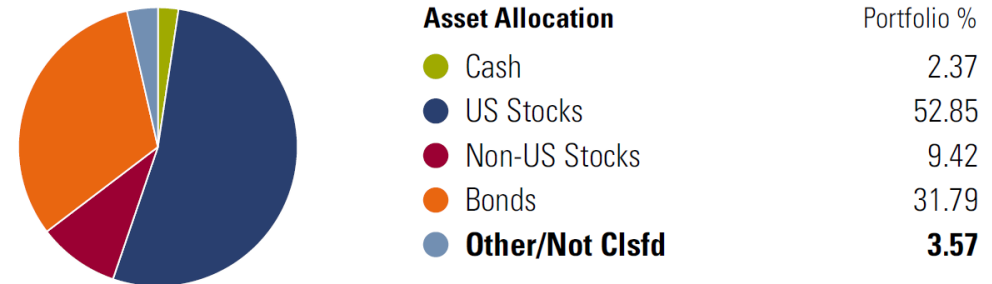 Asset Allocation Portfolio %
Cash 2.37
US Stocks 52.85
Non-US Stocks 9.42
Bonds 31.79
Other/Not Clsfd 3.57